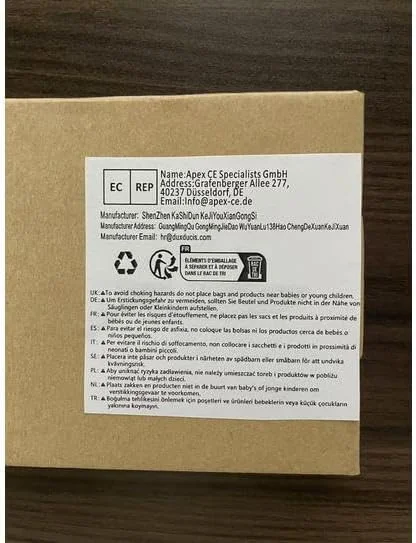 EC REP
Name:Apex CE Specialists GmbH
Address:Grafenberger Allee 277,
40237 Düsseldorf, DE
Email:Info@apex-ce.de
Manufacturer: ShenZhen KaShiDun KeJiYouXianGongSi
Manufacturer Address: GuangMingQu GongMingJieDao WuYuanLu138Hao ChengDeXuanKeJiXuan
Manufacturer Email: hr@duxducis.com
FR
ÉLÉMENTS D'EMBALLAGE
À SÉPARER ET À DÉPOSER
DANS LE BAC DE TRI
BAC DE TRI
UK: To avoid choking hazards do not place bags and products near babies or young children.
DE: Um Erstickungsgefahr zu vermeiden, sollten Sie Beutel und Produkte nicht in der Nähe von
Säuglingen oder Kleinkindern aufstellen.
FR: Pour éviter les risques d'étouffement, ne placez pas les sacs et les produits à proximité de
bébés ou de jeunes enfants.
ES: Para evitar el riesgo de asfixia, no coloque las bolsas ni los productos cerca de bebés o
niños pequeños.
IT: Per evitare il rischio di soffocamento, non collocare i sacchetti e i prodotti in prossimità di
neonati o bambini piccoli.
SE: Placera inte påsar och produkter i närheten av spädbarn eller småbarn för att undvika
kvävningsrisk.
PL: Aby uniknąć ryzyka zadławienia, nie należy umieszczać toreb i produktów w pobliżu
niemowląt lub małych dzieci.
NL: Plaats zakken en producten niet in de buurt van baby's of jonge kinderen om
verstikkingsgevaar te voorkomen.
TR: Boğulma tehlikesini önlemek için poşetleri ve ürünleri bebeklerin veya küçük çocukların
yakınına koymayın.